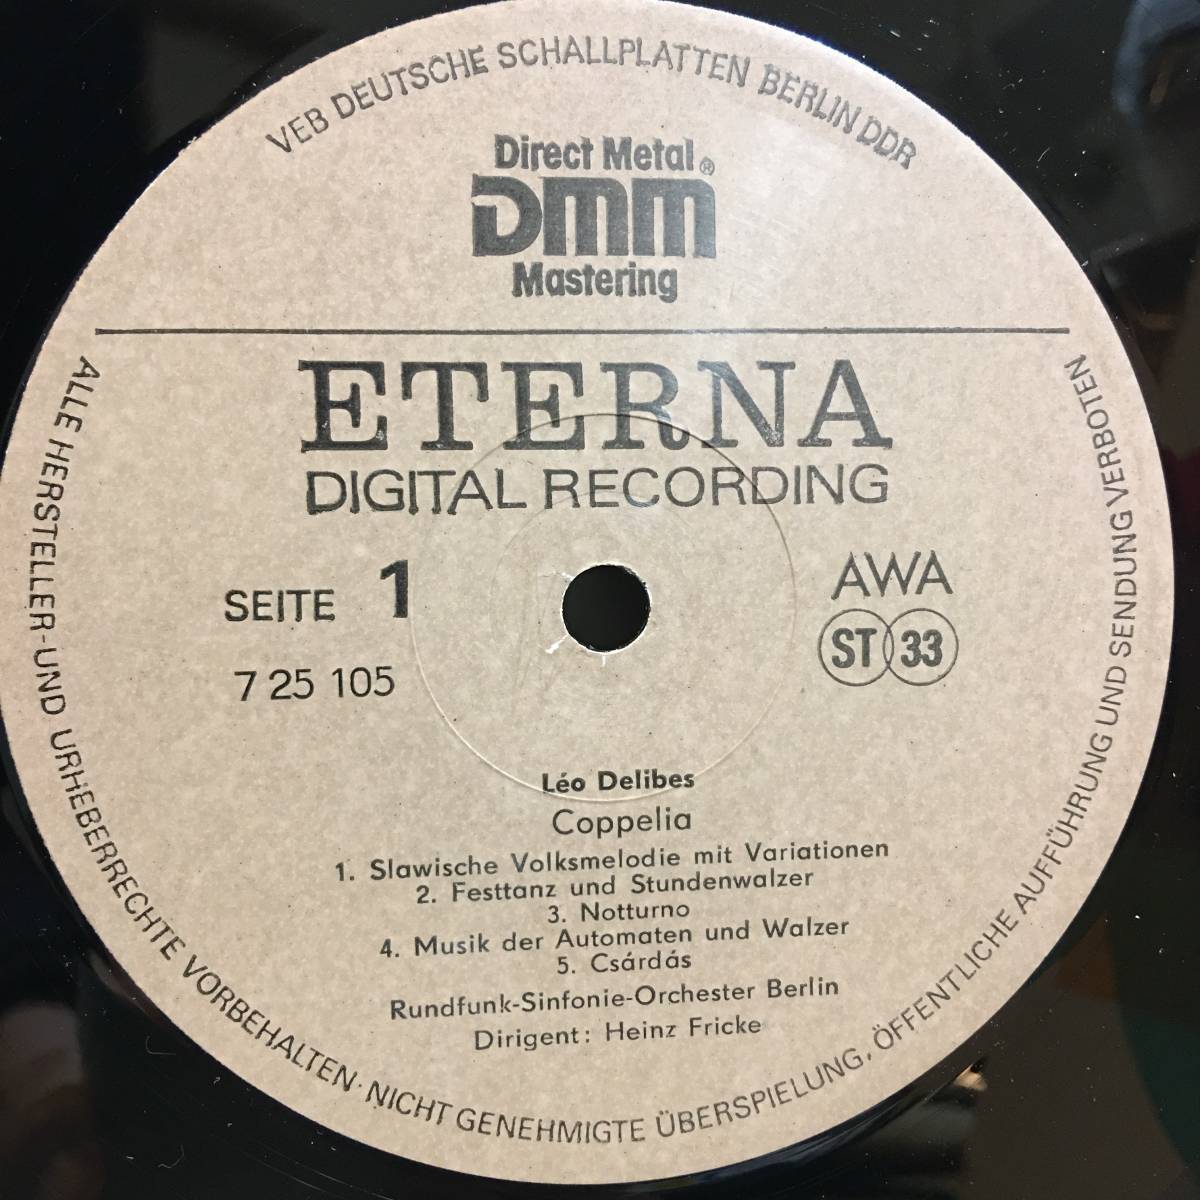 VEB DEUTSCHE SCHALLPLATTEN BERLIN DDR
Direct Metal ®
DMM
Mastering
ETERNA
DIGITAL RECORDING
SEITE 1
7 25 105
AWA
ST 33
Léo Delibes
Coppelia
1. Slawische Volksmelodie mit Variationen
2. Festtanz und Stundenwalzer
3. Notturno
4. Musik der Automaten und Walzer
5. Csárdás
Rundfunk-Sinfonie-Orchester Berlin
Dirigent: Heinz Fricke
ALLE HERSTELLER-UND URHEBERRECHTE VORBEHALTEN · NICHT GENEHMIGTE ÜBERSPIELUNG, ÖFFENTLICHE AUFFÜHRUNG UND SENDUNG VERBOTEN